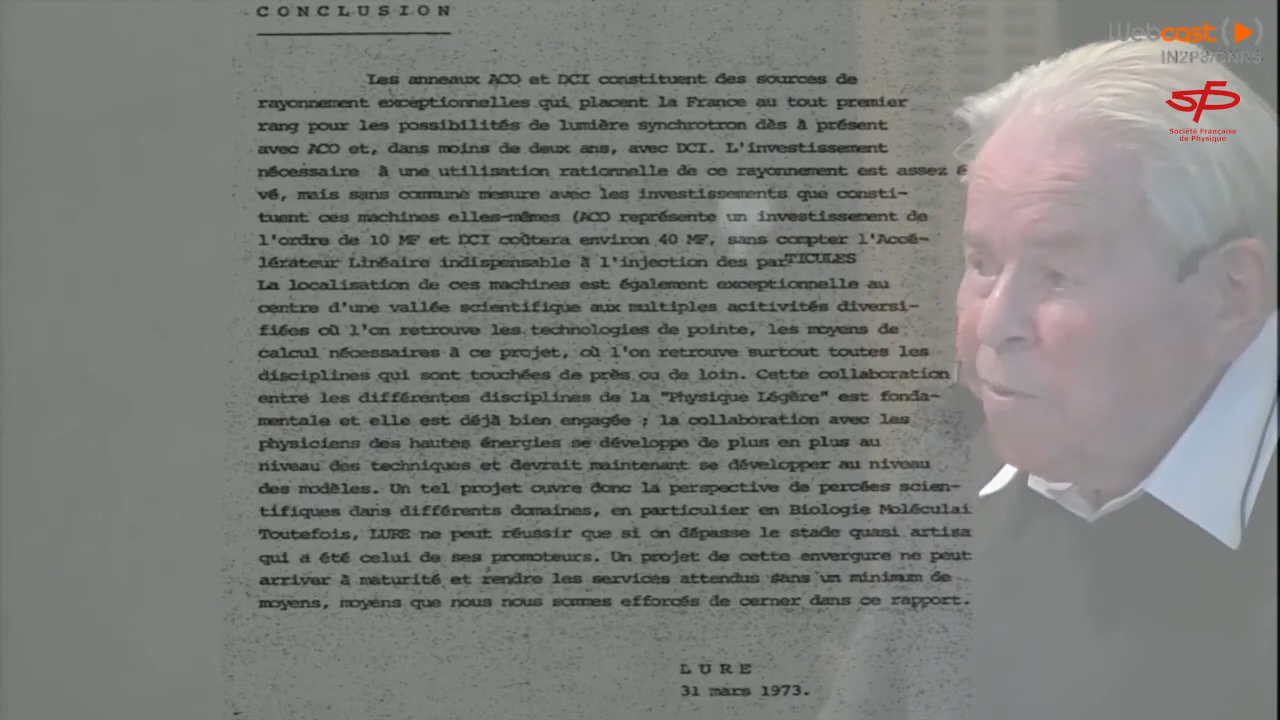 CONCLUSION
Les anneaux ACO et DCI constituent des sources de
rayonnement exceptionnelles qui placent la France au tout premier
rang pour les possibilités de lumière synchrotron dès à présent
avec ACO et, dans moins de deux ans, avec DCI. L'investissement
nécessaire à une utilisation rationnelle de ce rayonnement est assez é
vé, mais sans commune mesure avec les investissements que consti-
tuent ces machines elles-mêmes (ACO représente un investissement de
l'ordre de 10 MF et DCI coûtera environ 40 MF, sans compter l'Accé-
lérateur Linéaire indispensable à l'injection des parTICULES
La localisation de ces machines est également exceptionnelle au
centre d'une vallée scientifique aux multiples acitivités diversi-
fiées où l'on retrouve les technologies de pointe, les moyens de
calcul nécessaires à ce projet, où l'on retrouve surtout toutes les
disciplines qui sont touchées de près ou de loin. Cette collaboration
entre les différentes disciplines de la "Physique Légère" est fonda-
mentale et elle est déjà bien engagée ; la collaboration avec les
physiciens des hautes énergies se développe de plus en plus au
niveau des techniques et devrait maintenant se développer au niveau
des modèles. Un tel projet ouvre donc la perspective de percées scien-
tifiques dans différents domaines, en particulier en Biologie Moléculai
Toutefois, LURE ne peut réussir que si on dépasse le stade quasi artisa
qui a été celui de ses promoteurs. Un projet de cette envergure ne peut
arriver à maturité et rendre les services attendus sans un minimum de
moyens, moyens que nous nous sommes efforcés de cerner dans ce rapport.
LURE
31 mars 1973.
Webcast
IN2P3/CNRS
SFP
Société Française
de Physique